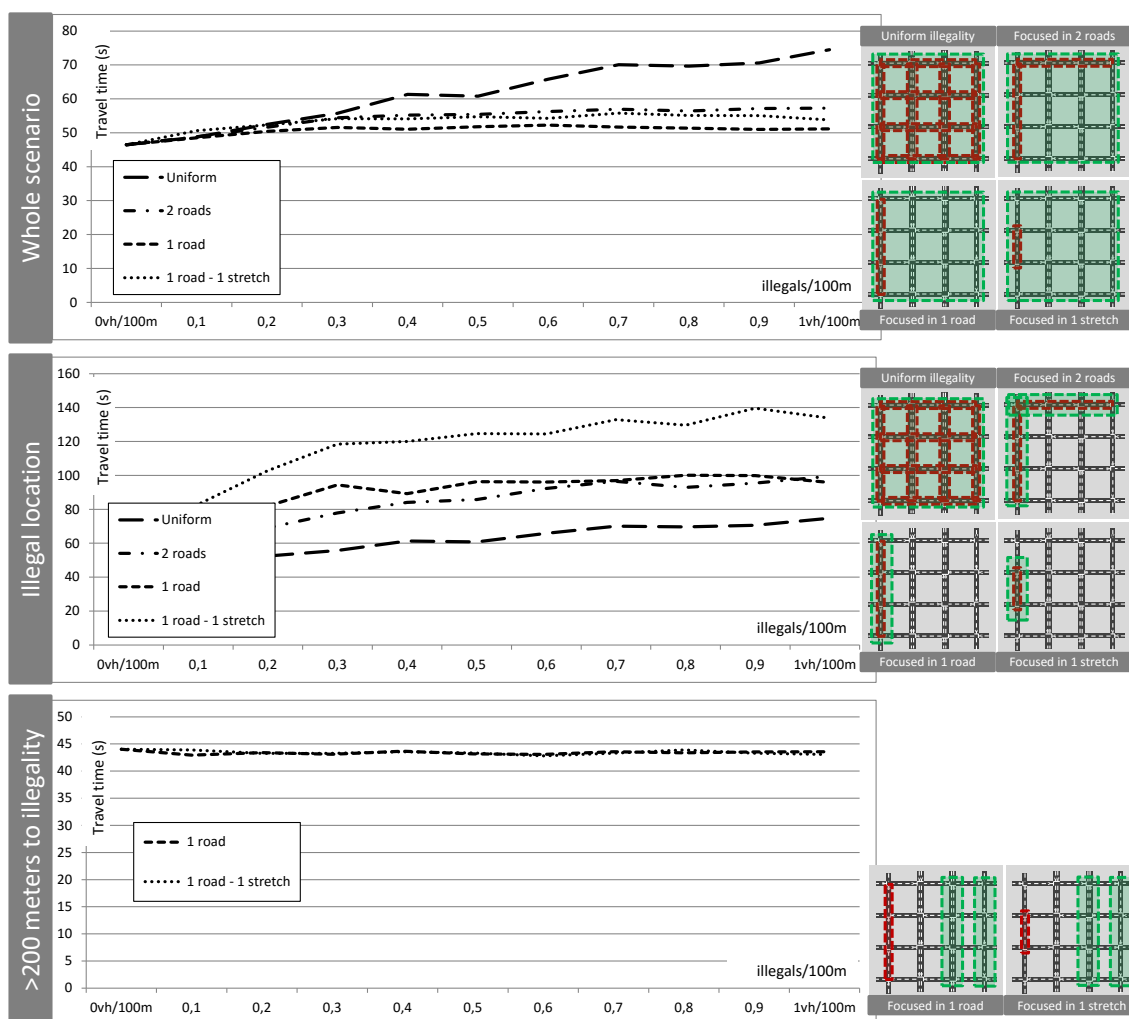 Whole scenario
80
70
60
50
40
30
20
10
0
Travel time (s)
Uniform
2 roads
1 road
1 road - 1 stretch
illegals/100m
0vh/100m 0,1 0,2 0,3 0,4 0,5 0,6 0,7 0,8 0,9 1vh/100m
Uniform illegality Focused in 2 roads
Focused in 1 road Focused in 1 stretch
Illegal location
160
140
120
100
80
60
40
20
0
Travel time (s)
Uniform
2 roads
1 road
1 road - 1 stretch
illegals/100m
0vh/100m 0,1 0,2 0,3 0,4 0,5 0,6 0,7 0,8 0,9 1vh/100m
Uniform illegality Focused in 2 roads
Focused in 1 road Focused in 1 stretch
>200 meters to illegality
50
45
40
35
30
25
20
15
10
5
0
Travel time (s)
1 road
1 road - 1 stretch
illegals/100m
0vh/100m 0,1 0,2 0,3 0,4 0,5 0,6 0,7 0,8 0,9 1vh/100m
Focused in 1 road Focused in 1 stretch